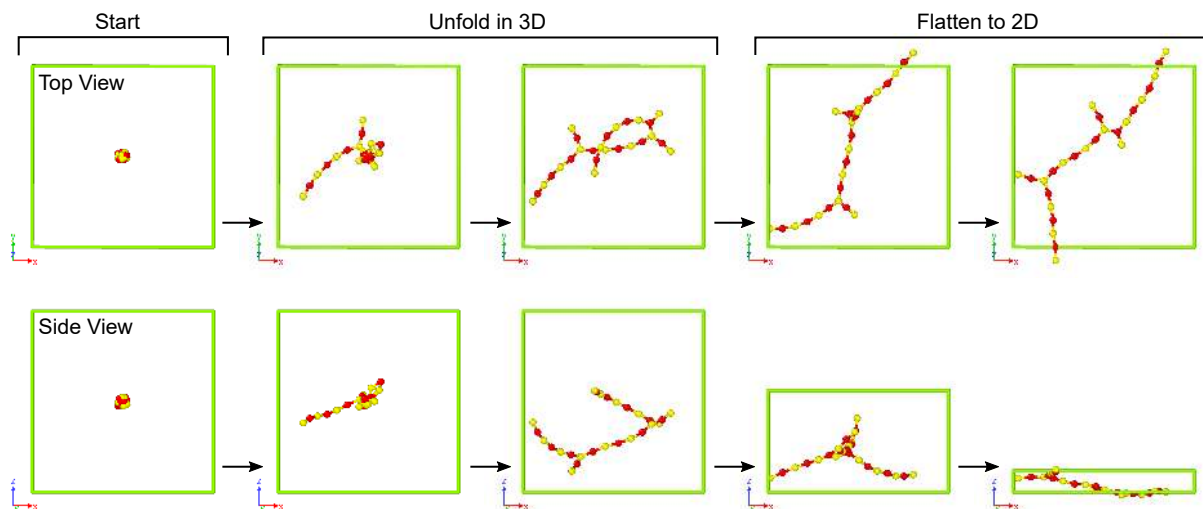 Start
Unfold in 3D
Flatten to 2D
Top View
Side View